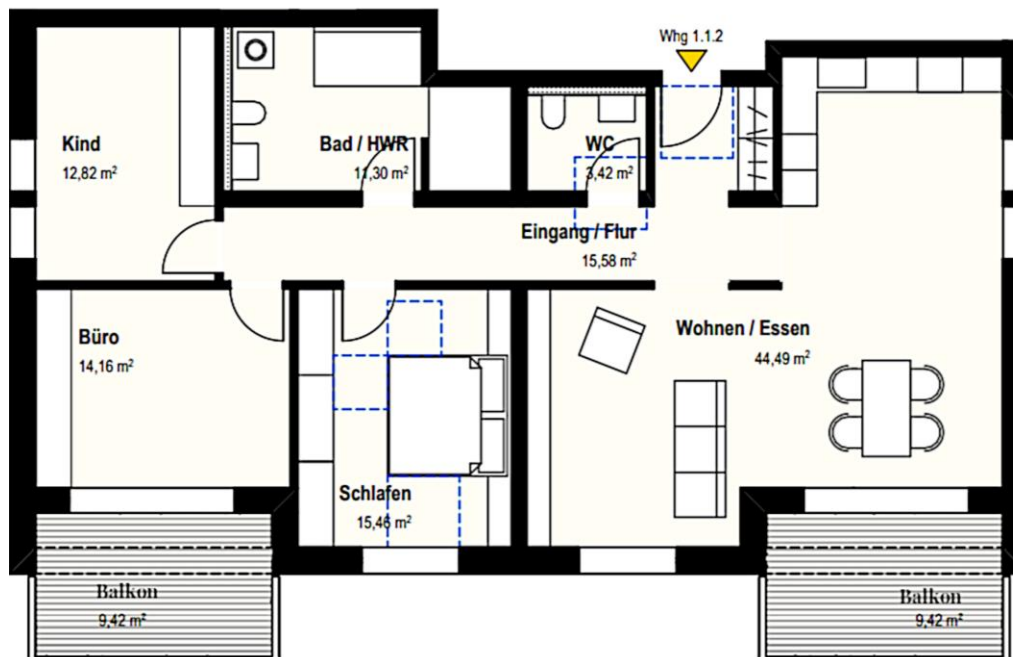 Whg 1.1.2
Kind
12,82 m²
Bad / HWR
11,30 m²
WC
3,42 m²
Eingang / Flur
15,58 m²
Büro
14,16 m²
Wohnen / Essen
44,49 m²
Schlafen
15,46 m²
Balkon
9,42 m²
Balkon
9,42 m²